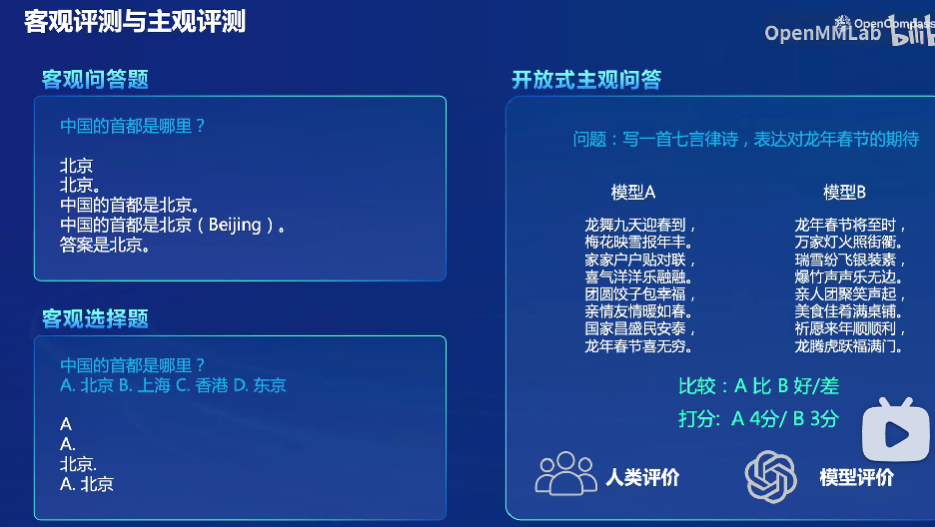 客观评测与主观评测
OpenCompass
OpenMMLab
客观问答题
中国的首都是哪里？
北京
北京。
中国的首都是北京。
中国的首都是北京（Beijing）。
答案是北京。
客观选择题
中国的首都是哪里？
A. 北京 B. 上海 C. 香港 D. 东京
A
A.
北京.
A. 北京
开放式主观问答
问题：写一首七言律诗，表达对龙年春节的期待
模型A
龙舞九天迎春到，
梅花映雪报年丰。
家家户户贴对联，
喜气洋洋乐融融。
团圆饺子包幸福，
亲情友情暖如春。
国家昌盛民安泰，
龙年春节喜无穷。
模型B
龙年春节将至时，
万家灯火照街衢。
瑞雪纷飞银装素，
爆竹声声乐无边。
亲人团聚笑声起，
美食佳肴满桌铺。
祈愿来年顺顺利，
龙腾虎跃福满门。
比较：A 比 B 好/差
打分: A 4分/ B 3分
人类评价
模型评价